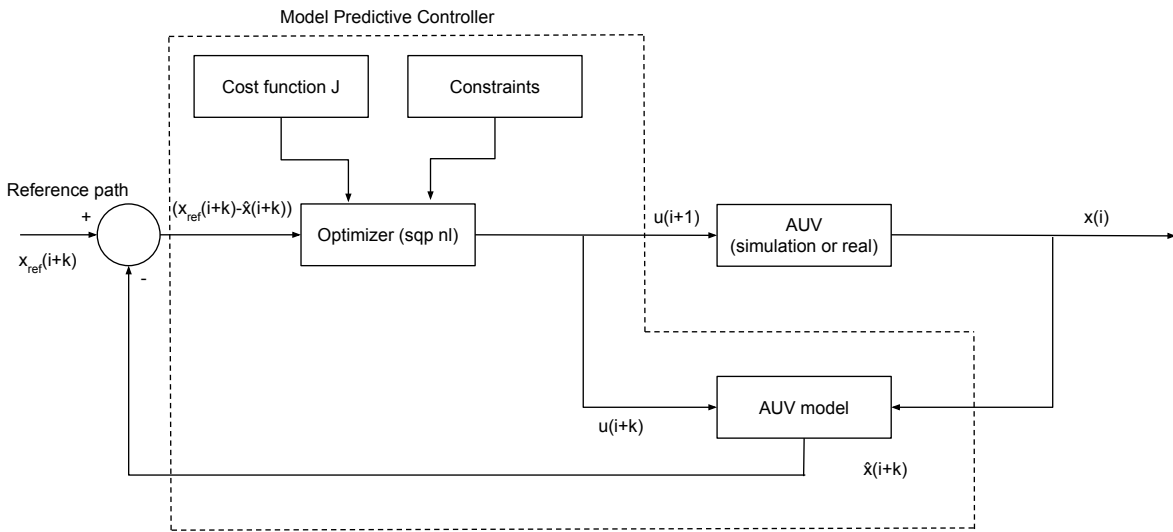 Model Predictive Controller
Cost function J
Constraints
Reference path
+
(x_ref(i+k)-x̂(i+k))
Optimizer (sqp nl)
u(i+1)
AUV
(simulation or real)
x(i)
x_ref(i+k)
-
AUV model
u(i+k)
x̂(i+k)